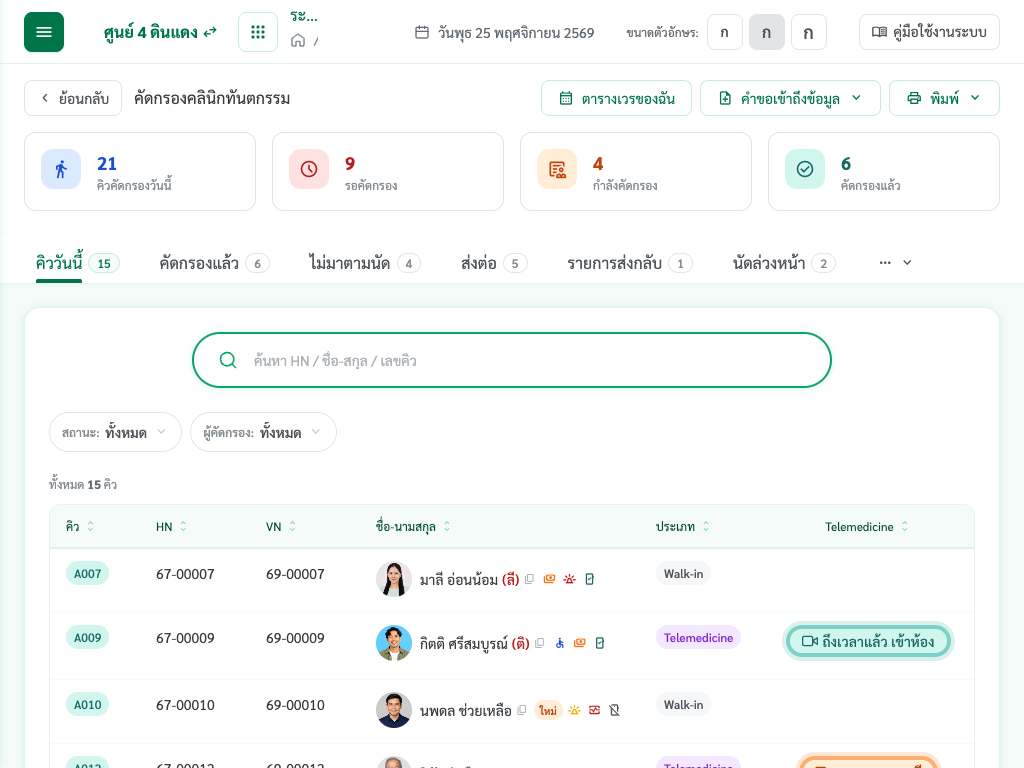 ศูนย์ 4 ดินแดง
ระ...
/
วันพุธ 25 พฤศจิกายน 2569
ขนาดตัวอักษร:
ก ก ก
คู่มือใช้งานระบบ
ย้อนกลับ
คัดกรองคลินิกทันตกรรม
ตารางเวรของฉัน
คำขอเข้าถึงข้อมูล
พิมพ์
21
คิวคัดกรองวันนี้
9
รอคัดกรอง
4
กำลังคัดกรอง
6
คัดกรองแล้ว
คิววันนี้ 15
คัดกรองแล้ว 6
ไม่มาตามนัด 4
ส่งต่อ 5
รายการส่งกลับ 1
นัดล่วงหน้า 2
...
ค้นหา HN / ชื่อ-สกุล / เลขคิว
สถานะ: ทั้งหมด
ผู้คัดกรอง: ทั้งหมด
ทั้งหมด 15 คิว
คิว HN VN ชื่อ-นามสกุล ประเภท Telemedicine
A007 67-00007 69-00007 มาลี อ่อนน้อม (ลี) Walk-in
A009 67-00009 69-00009 กิตติ ศรีสมบูรณ์ (ติ) Telemedicine ถึงเวลาแล้ว เข้าห้อง
A010 67-00010 69-00010 นพดล ช่วยเหลือ ใหม่ Walk-in